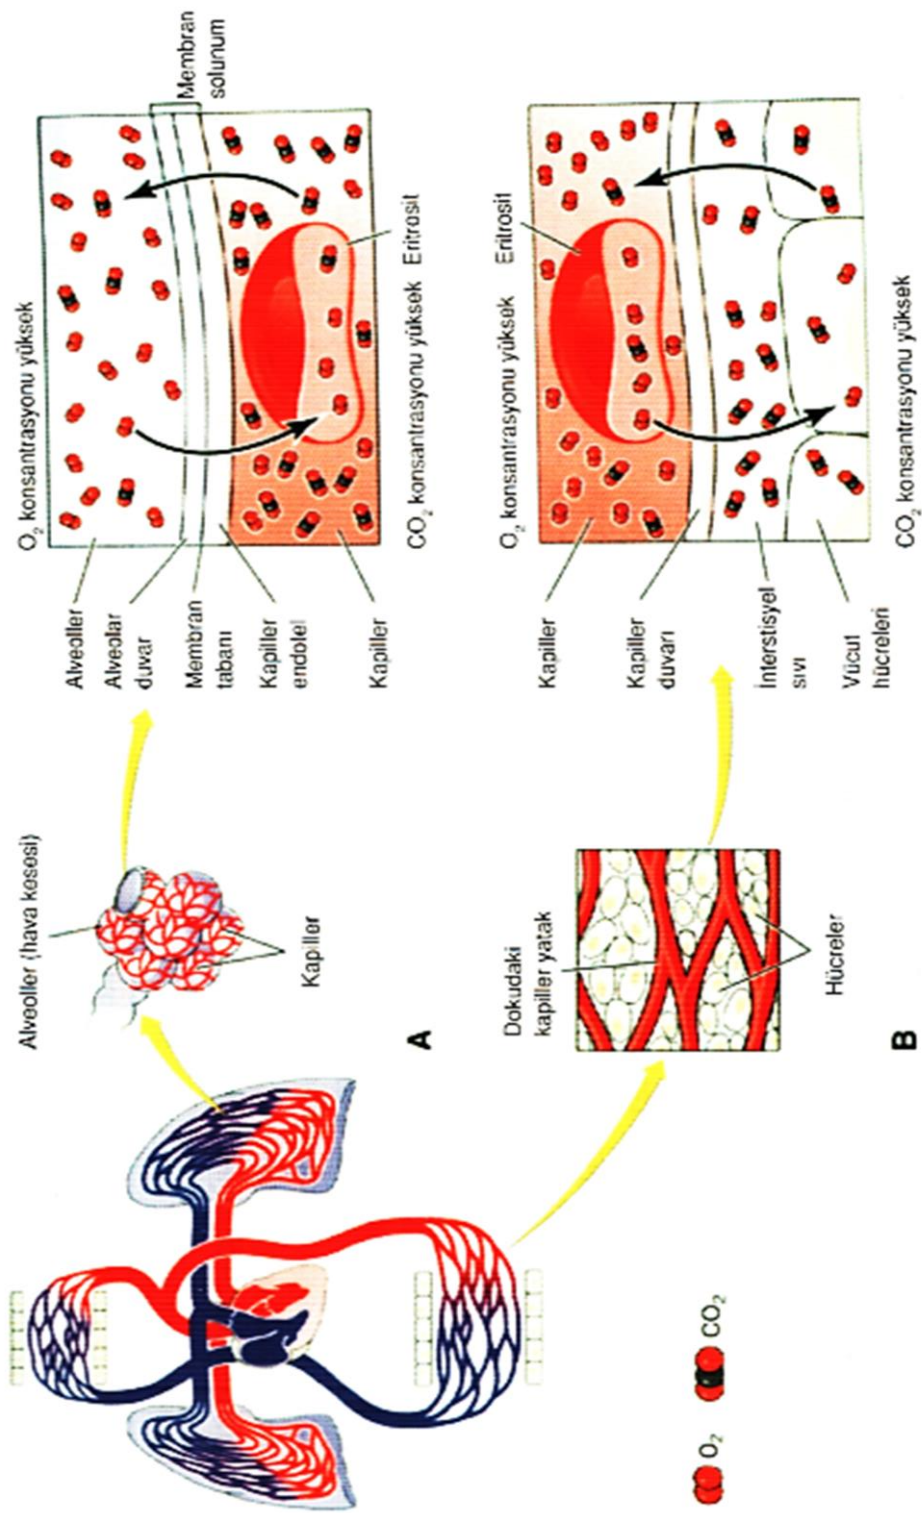 O₂
CO₂
A
Alveoller (hava kesesi)
Kapiller
O₂ konsantrasyonu yüksek
Alveoller
Alveolar
duvar
Membran
tabanı
Kapiller
endotel
Kapiller
Membran
solunum
Eritrosit
CO₂ konsantrasyonu yüksek
B
Dokudaki
kapiller yatak
Hücreler
O₂ konsantrasyonu yüksek
Eritrosit
Kapiller
Kapiller
duvarı
İnterstisyel
sıvı
Vücut
hücreleri
CO₂ konsantrasyonu yüksek